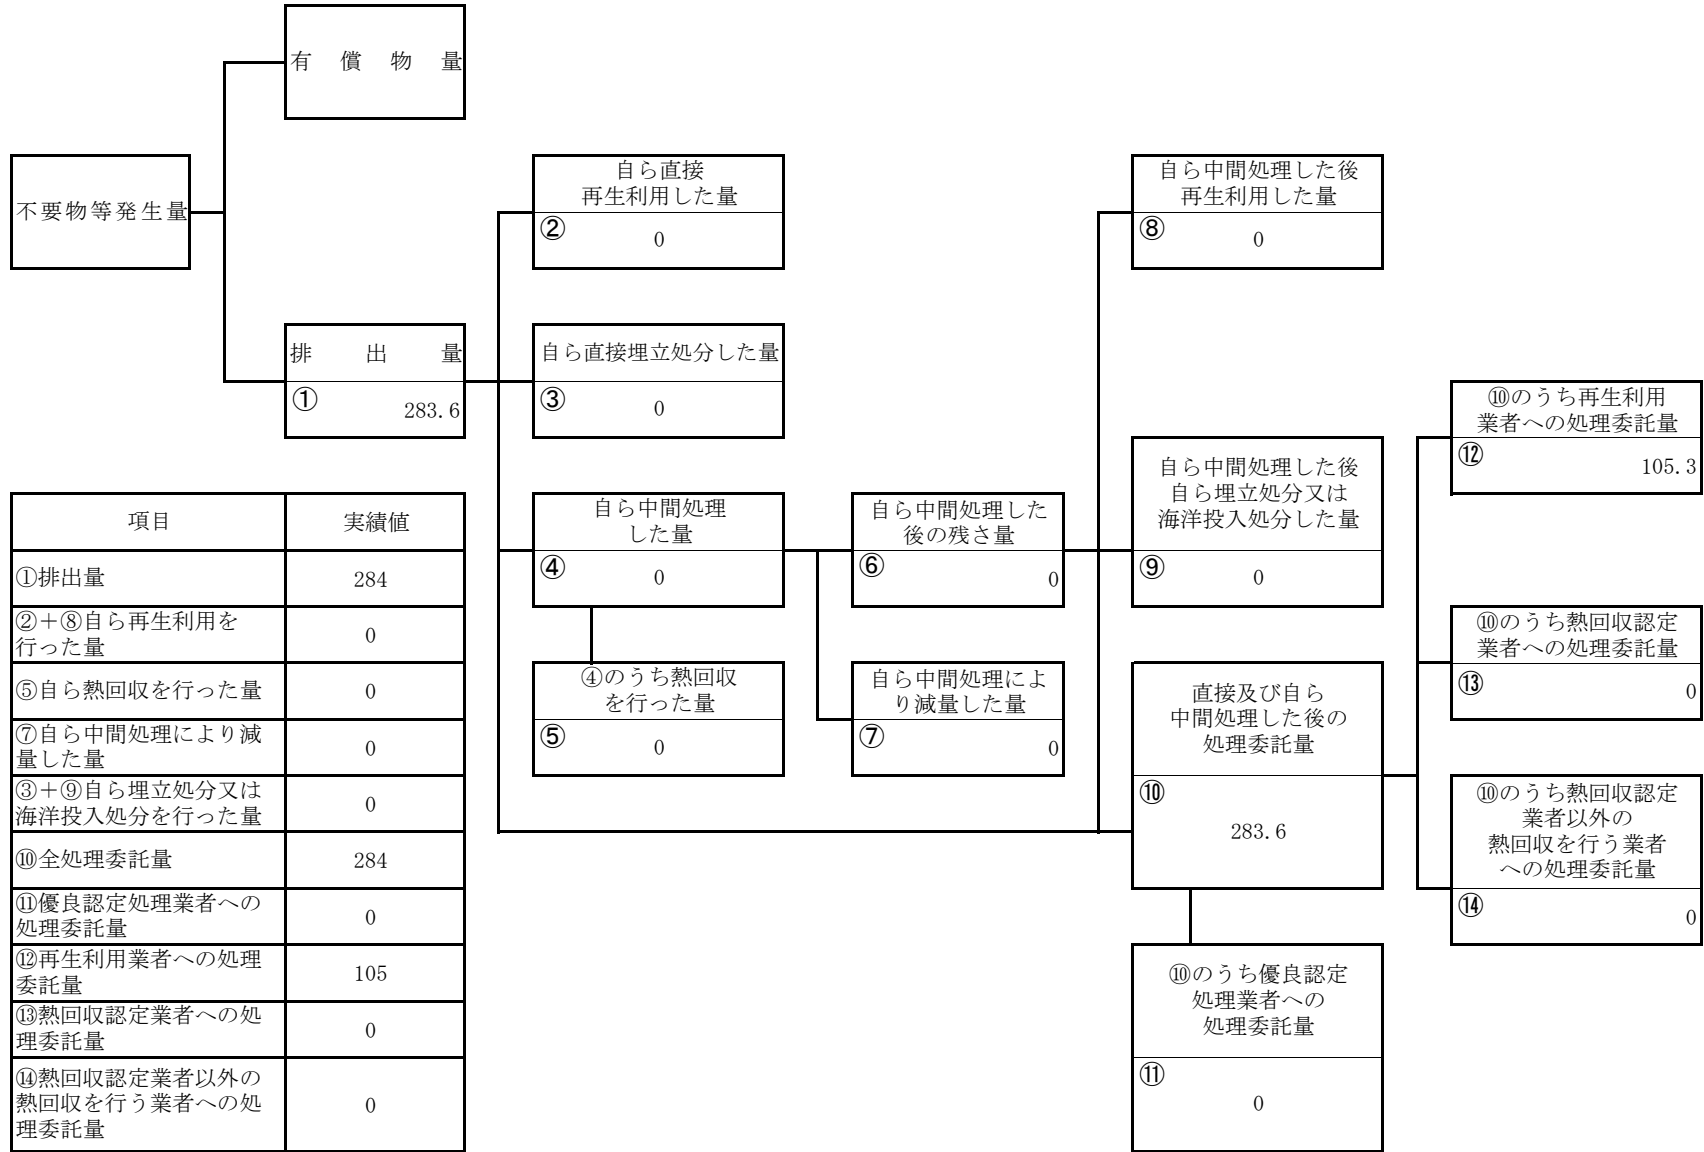 有償物量
不要物等発生量
自ら直接
再生利用した量
②
0
自ら中間処理した後
再生利用した量
⑧
0
排出量
①
283.6
自ら直接埋立処分した量
③
0
⑩のうち再生利用
業者への処理委託量
⑫
105.3
自ら中間処理
した量
④
0
自ら中間処理した
後の残さ量
⑥
0
自ら中間処理した後
自ら埋立処分又は
海洋投入処分した量
⑨
0
⑩のうち熱回収認定
業者への処理委託量
⑬
0
④のうち熱回収
を行った量
⑤
0
自ら中間処理によ
り減量した量
⑦
0
直接及び自ら
中間処理した後の
処理委託量
⑩
283.6
⑩のうち熱回収認定
業者以外の
熱回収を行う業者
への処理委託量
⑭
0
⑩のうち優良認定
処理業者への
処理委託量
⑪
0
項目 実績値
①排出量 284
②＋⑧自ら再生利用を
行った量 0
⑤自ら熱回収を行った量 0
⑦自ら中間処理により減
量した量 0
③＋⑨自ら埋立処分又は
海洋投入処分を行った量 0
⑩全処理委託量 284
⑪優良認定処理業者への
処理委託量 0
⑫再生利用業者への処理
委託量 105
⑬熱回収認定業者への処
理委託量 0
⑭熱回収認定業者以外の
熱回収を行う業者への処
理委託量 0